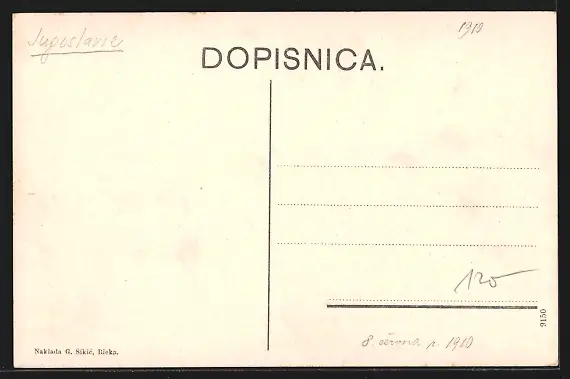 Jugoslavie
1910
DOPISNICA.
120
9150
8. června r. 1910
Naklada G. Sikić, Rieka.